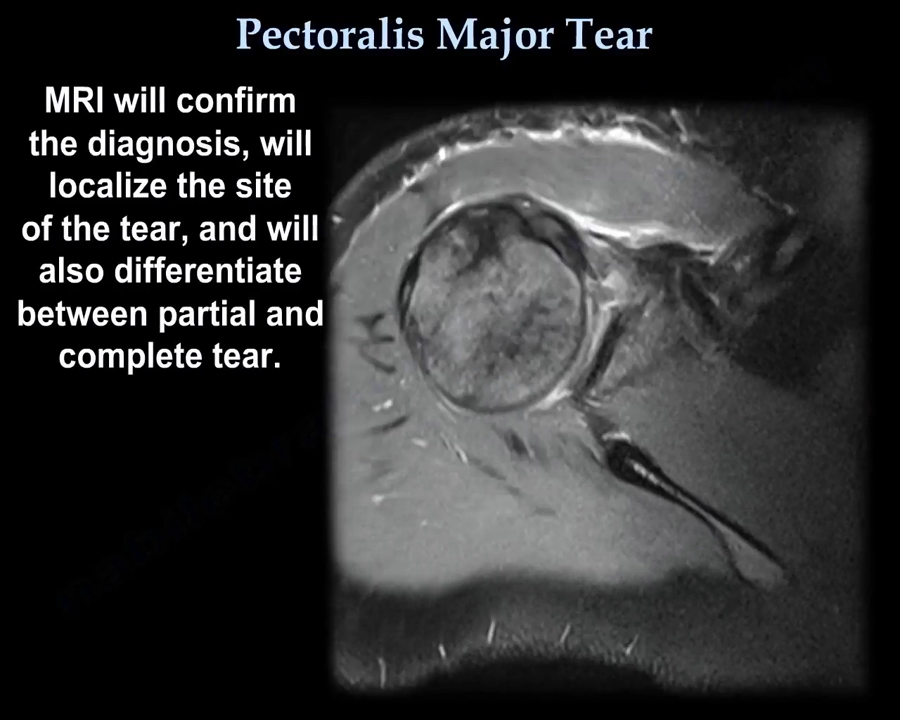 Pectoralis Major Tear
MRI will confirm
the diagnosis, will
localize the site
of the tear, and will
also differentiate
between partial and
complete tear.